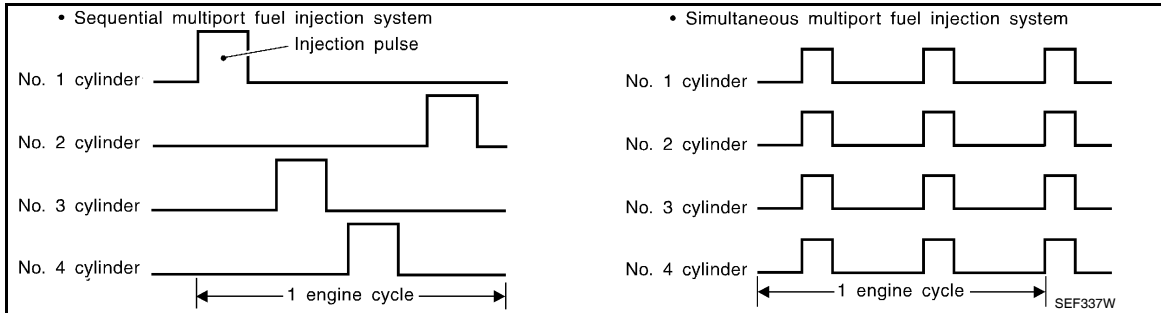 • Sequential multiport fuel injection system
Injection pulse
No. 1 cylinder
No. 2 cylinder
No. 3 cylinder
No. 4 cylinder
1 engine cycle
• Simultaneous multiport fuel injection system
No. 1 cylinder
No. 2 cylinder
No. 3 cylinder
No. 4 cylinder
1 engine cycle
SEF337W